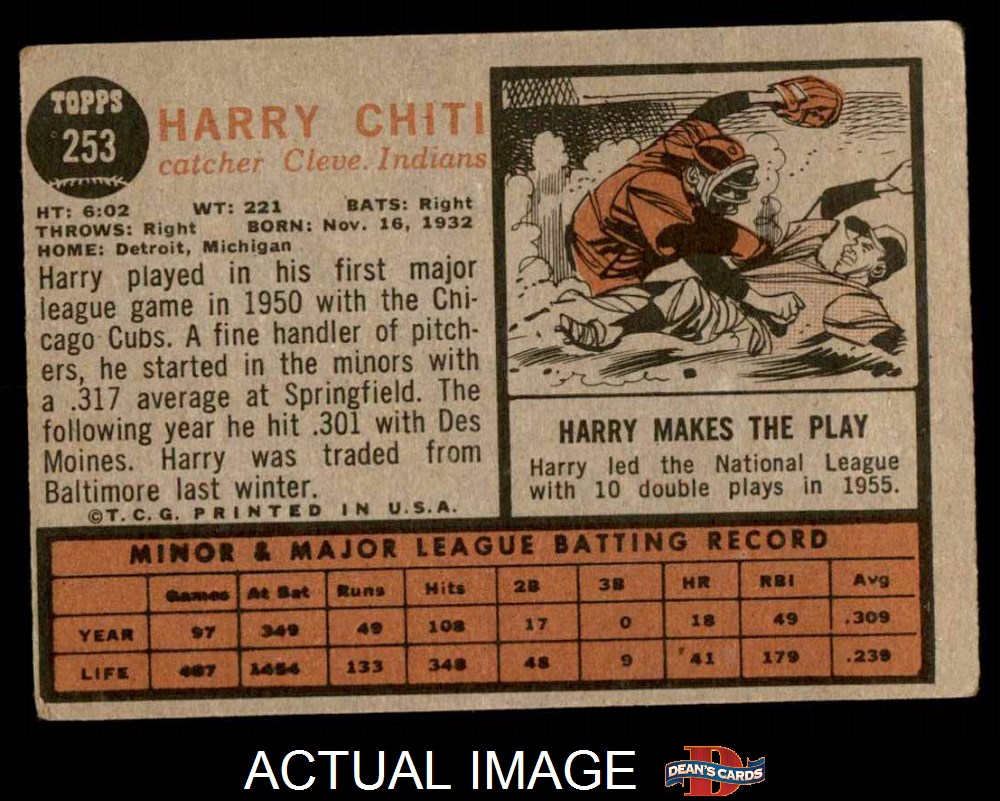 TOPPS
253
HARRY CHITI
catcher Cleve. Indians
HT: 6:02 WT: 221 BATS: Right
THROWS: Right BORN: Nov. 16, 1932
HOME: Detroit, Michigan
Harry played in his first major
league game in 1950 with the Chi-
cago Cubs. A fine handler of pitch-
ers, he started in the minors with
a .317 average at Springfield. The
following year he hit .301 with Des
Moines. Harry was traded from
Baltimore last winter.
©T.C.G. PRINTED IN U.S.A.
HARRY MAKES THE PLAY
Harry led the National League
with 10 double plays in 1955.
MINOR & MAJOR LEAGUE BATTING RECORD
Games At Bat Runs Hits 2B 3B HR RBI Avg
YEAR 97 349 49 108 17 0 18 49 .309
LIFE 133 348 48 9 41 179 .239
ACTUAL IMAGE
D
DEAN'S CARDS